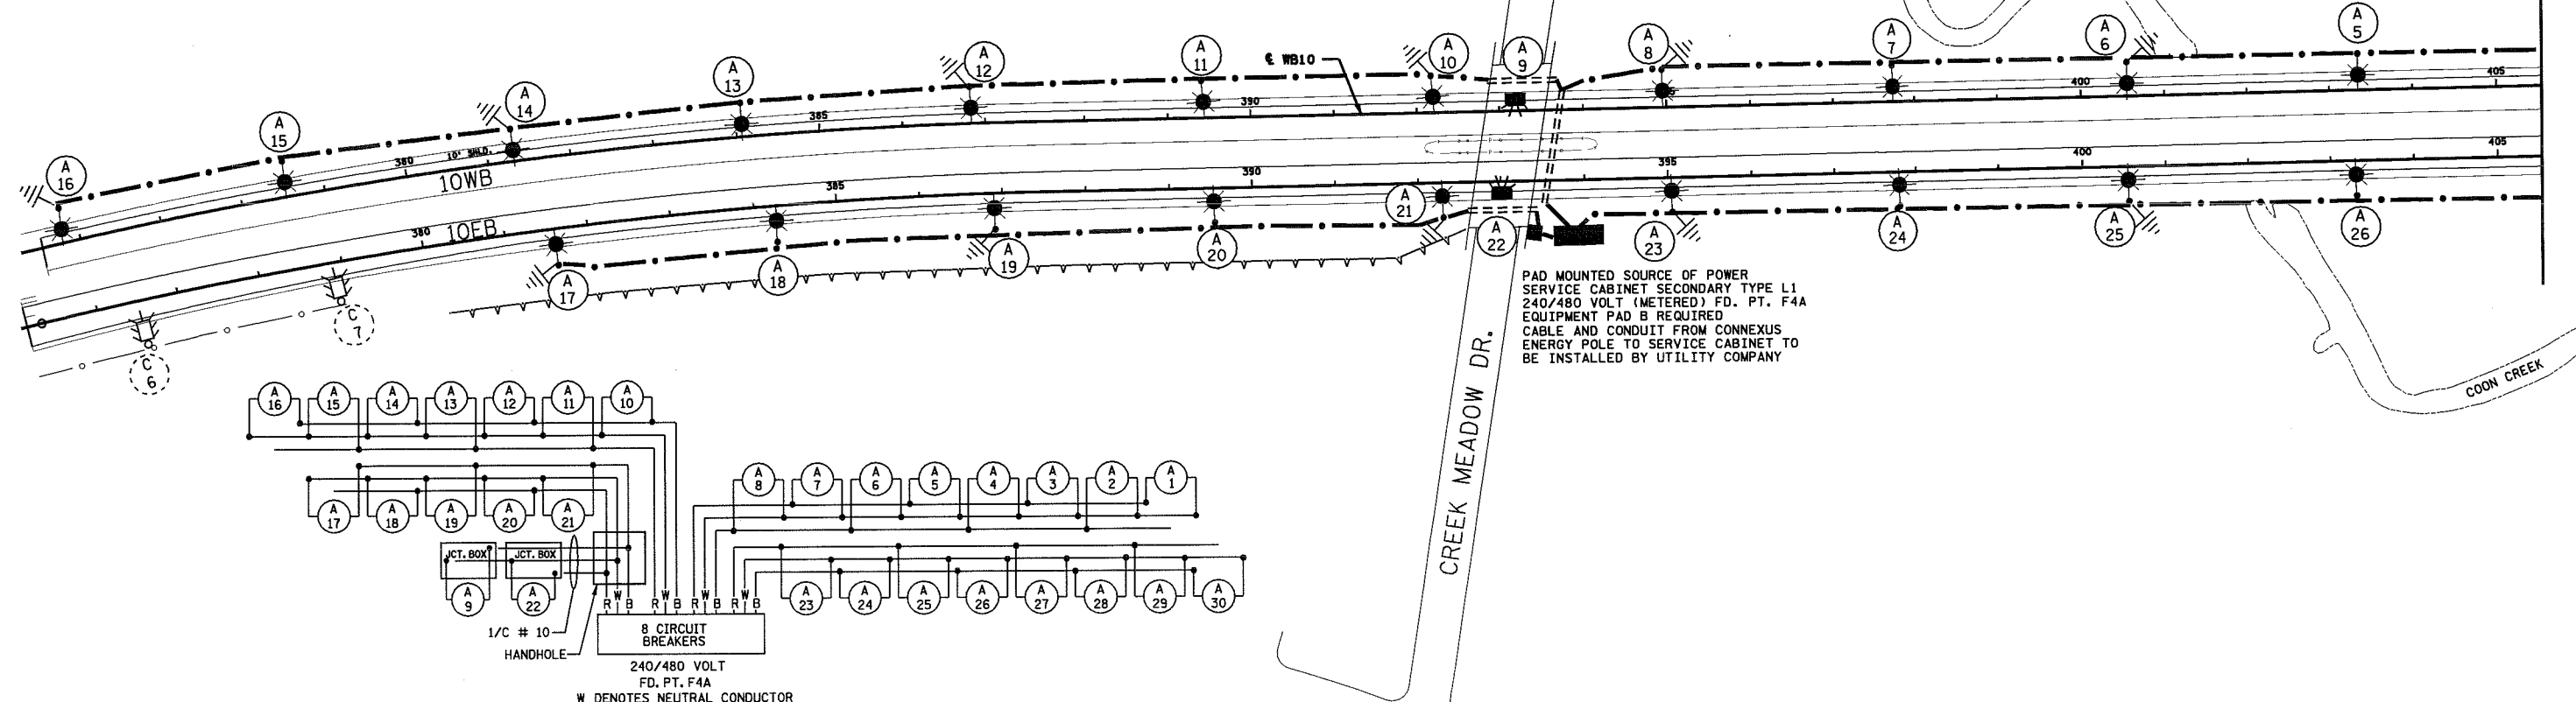 A 16
A 15
A 14
A 13
A 12
A 11
℄ WB10
A 10
A 9
A 8
A 7
A 6
A 5
380
10' SHLD.
385
390
400
405
10WB
10EB
380
385
390
395
400
405
C 6
C 7
A 17
A 18
A 19
A 20
A 21
A 22
A 23
A 24
A 25
A 26
PAD MOUNTED SOURCE OF POWER
SERVICE CABINET SECONDARY TYPE L1
240/480 VOLT (METERED) FD. PT. F4A
EQUIPMENT PAD B REQUIRED
CABLE AND CONDUIT FROM CONNEXUS
ENERGY POLE TO SERVICE CABINET TO
BE INSTALLED BY UTILITY COMPANY
CREEK MEADOW DR.
COON CREEK
A 16 A 15 A 14 A 13 A 12 A 11 A 10
A 17 A 18 A 19 A 20 A 21
A 8 A 7 A 6 A 5 A 4 A 3 A 2 A 1
JCT. BOX JCT. BOX
A 9 A 22
A 23 A 24 A 25 A 26 A 27 A 28 A 29 A 30
R W B R W B R W B R W B
1/C # 10
HANDHOLE
8 CIRCUIT
BREAKERS
240/480 VOLT
FD. PT. F4A
W DENOTES NEUTRAL CONDUCTOR